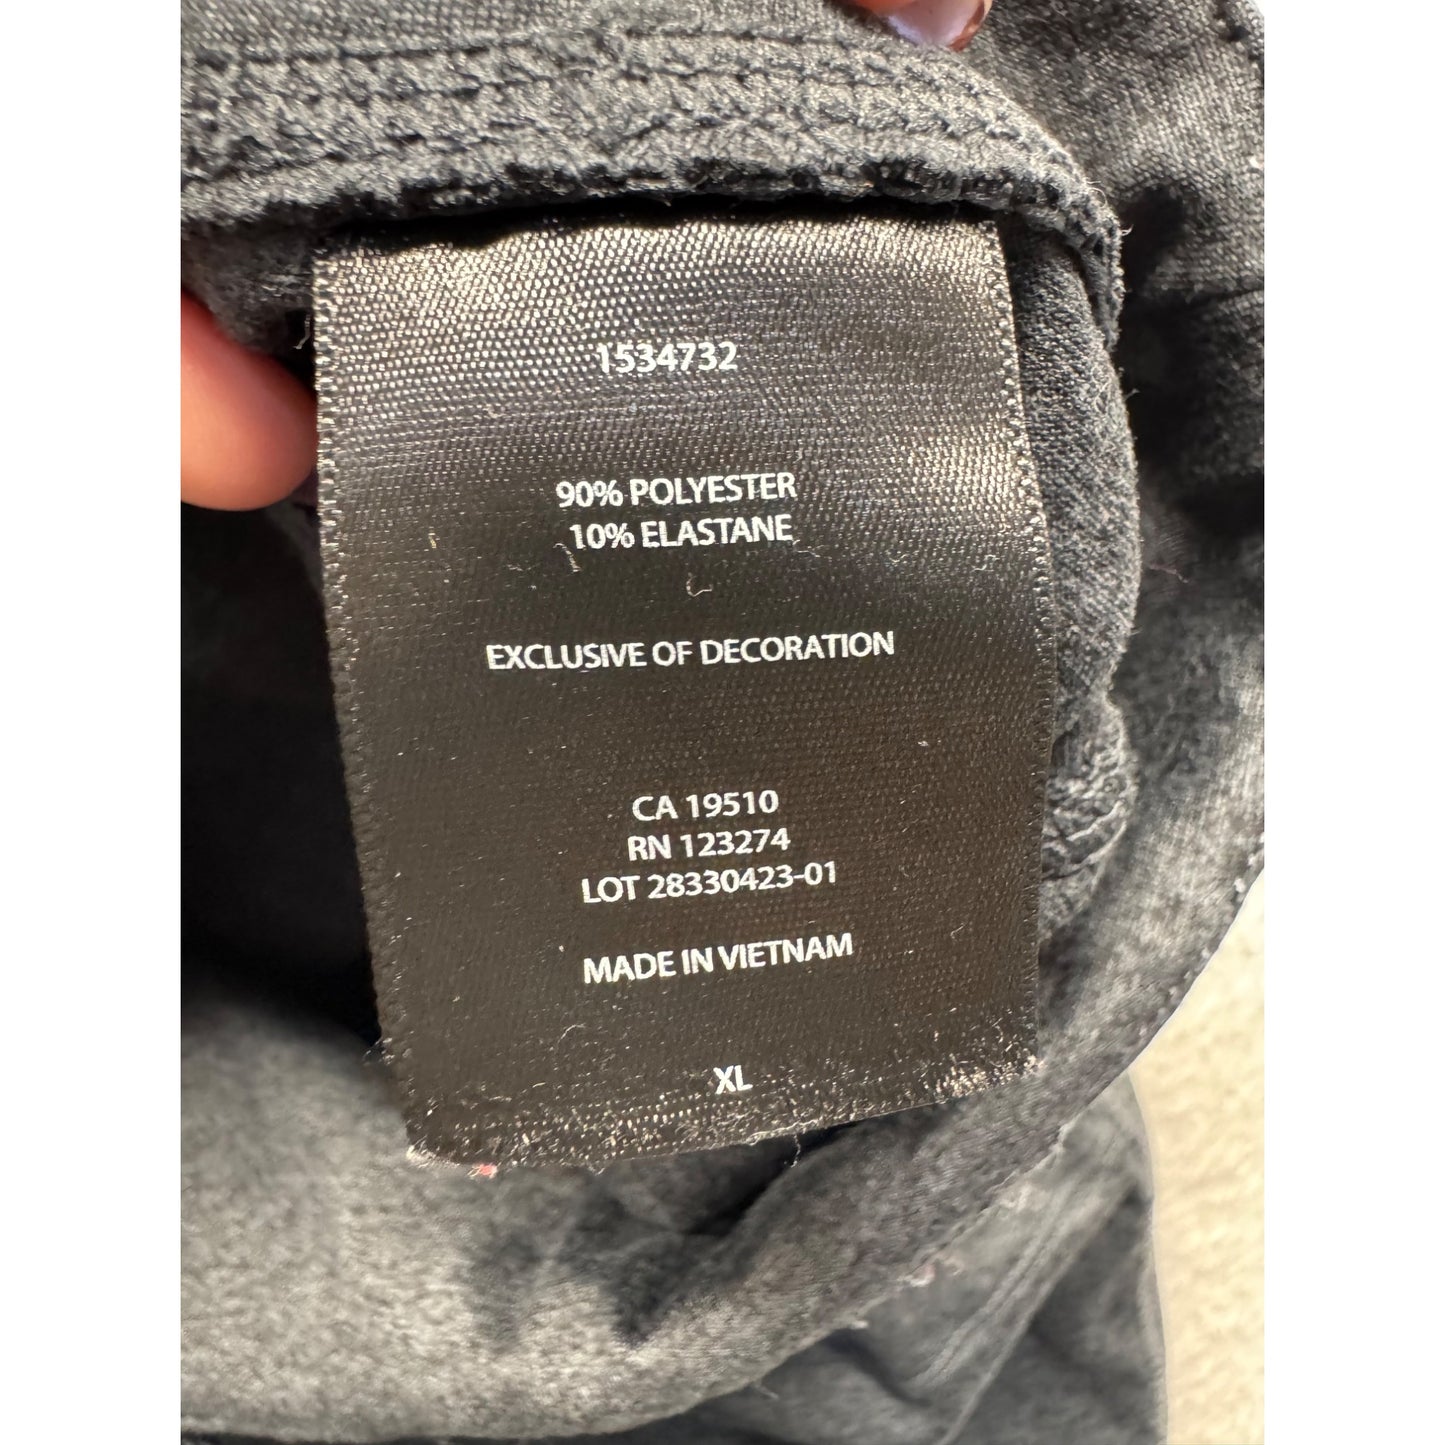 1534732
90% POLYESTER
10% ELASTANE
EXCLUSIVE OF DECORATION
CA 19510
RN 123274
LOT 28330423-01
MADE IN VIETNAM
XL